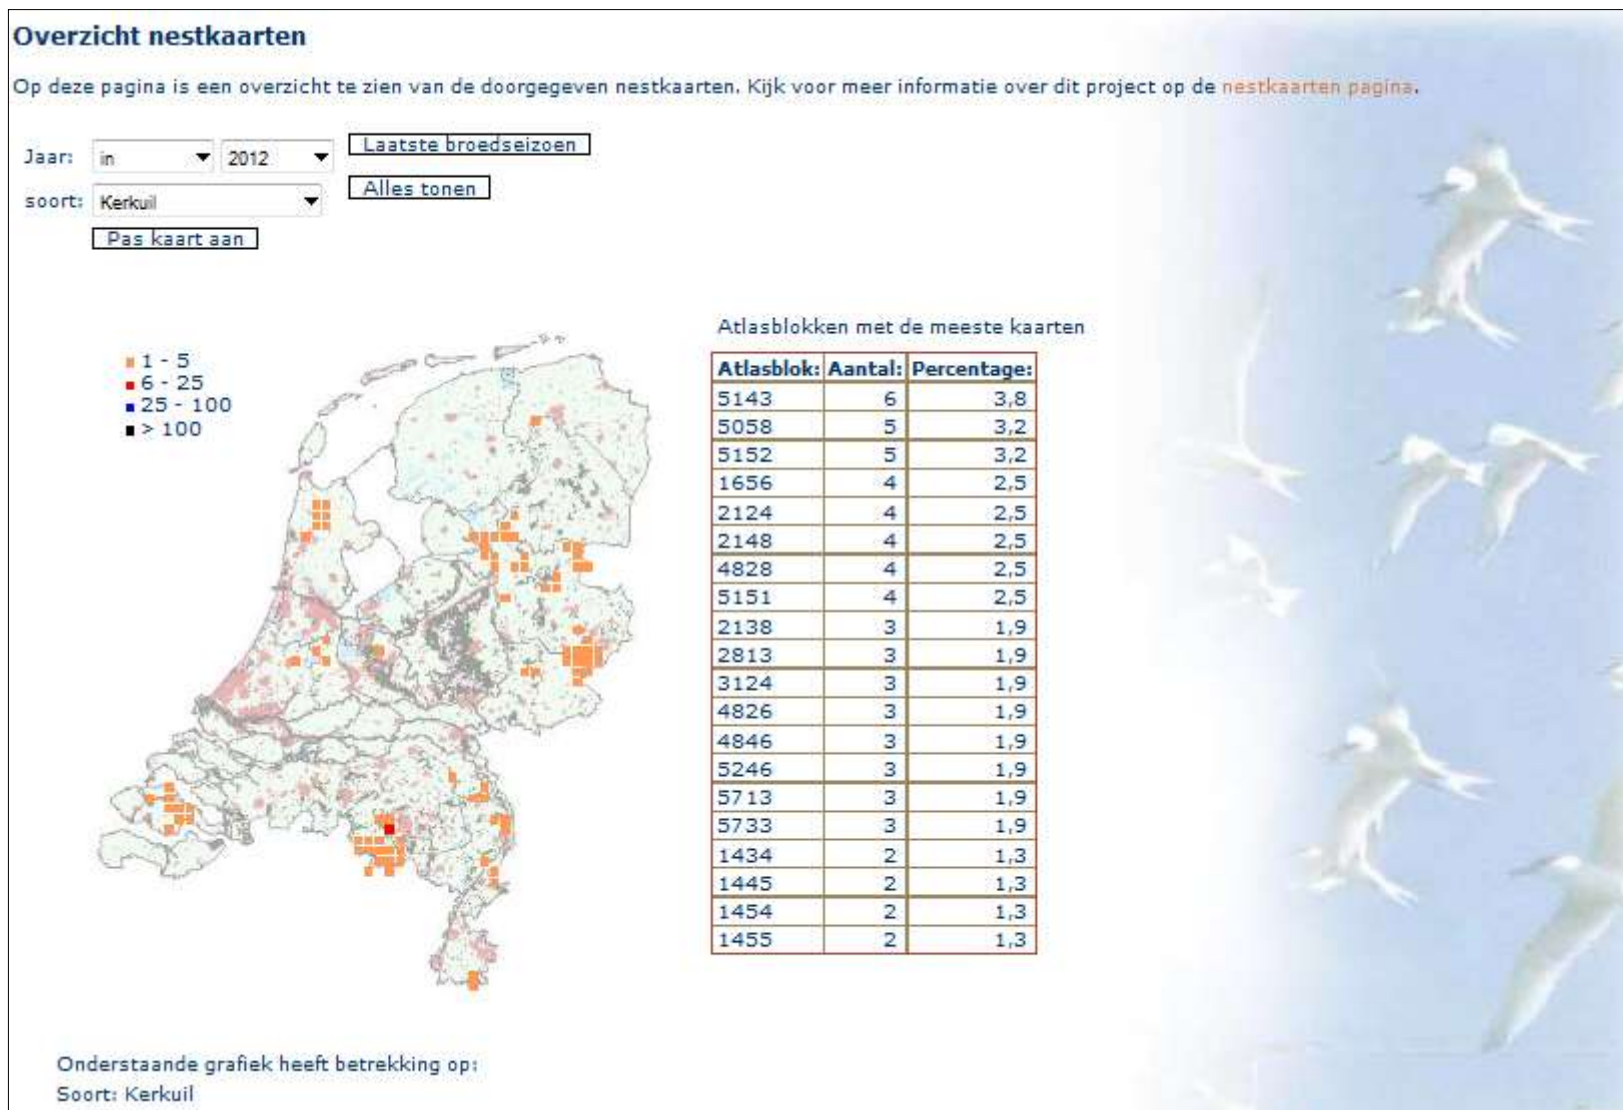 Overzicht nestkaarten
Op deze pagina is een overzicht te zien van de doorgegeven nestkaarten. Kijk voor meer informatie over dit project op de nestkaarten pagina.
Jaar: in 2012 Laatste broedseizoen
soort: Kerkuil Alles tonen
Pas kaart aan
1 - 5
6 - 25
25 - 100
> 100
Atlasblokken met de meeste kaarten
Atlasblok: Aantal: Percentage:
5143 6 3,8
5058 5 3,2
5152 5 3,2
1656 4 2,5
2124 4 2,5
2148 4 2,5
4828 4 2,5
5151 4 2,5
2138 3 1,9
2813 3 1,9
3124 3 1,9
4826 3 1,9
4846 3 1,9
5246 3 1,9
5713 3 1,9
5733 3 1,9
1434 2 1,3
1445 2 1,3
1454 2 1,3
1455 2 1,3
Onderstaande grafiek heeft betrekking op:
Soort: Kerkuil